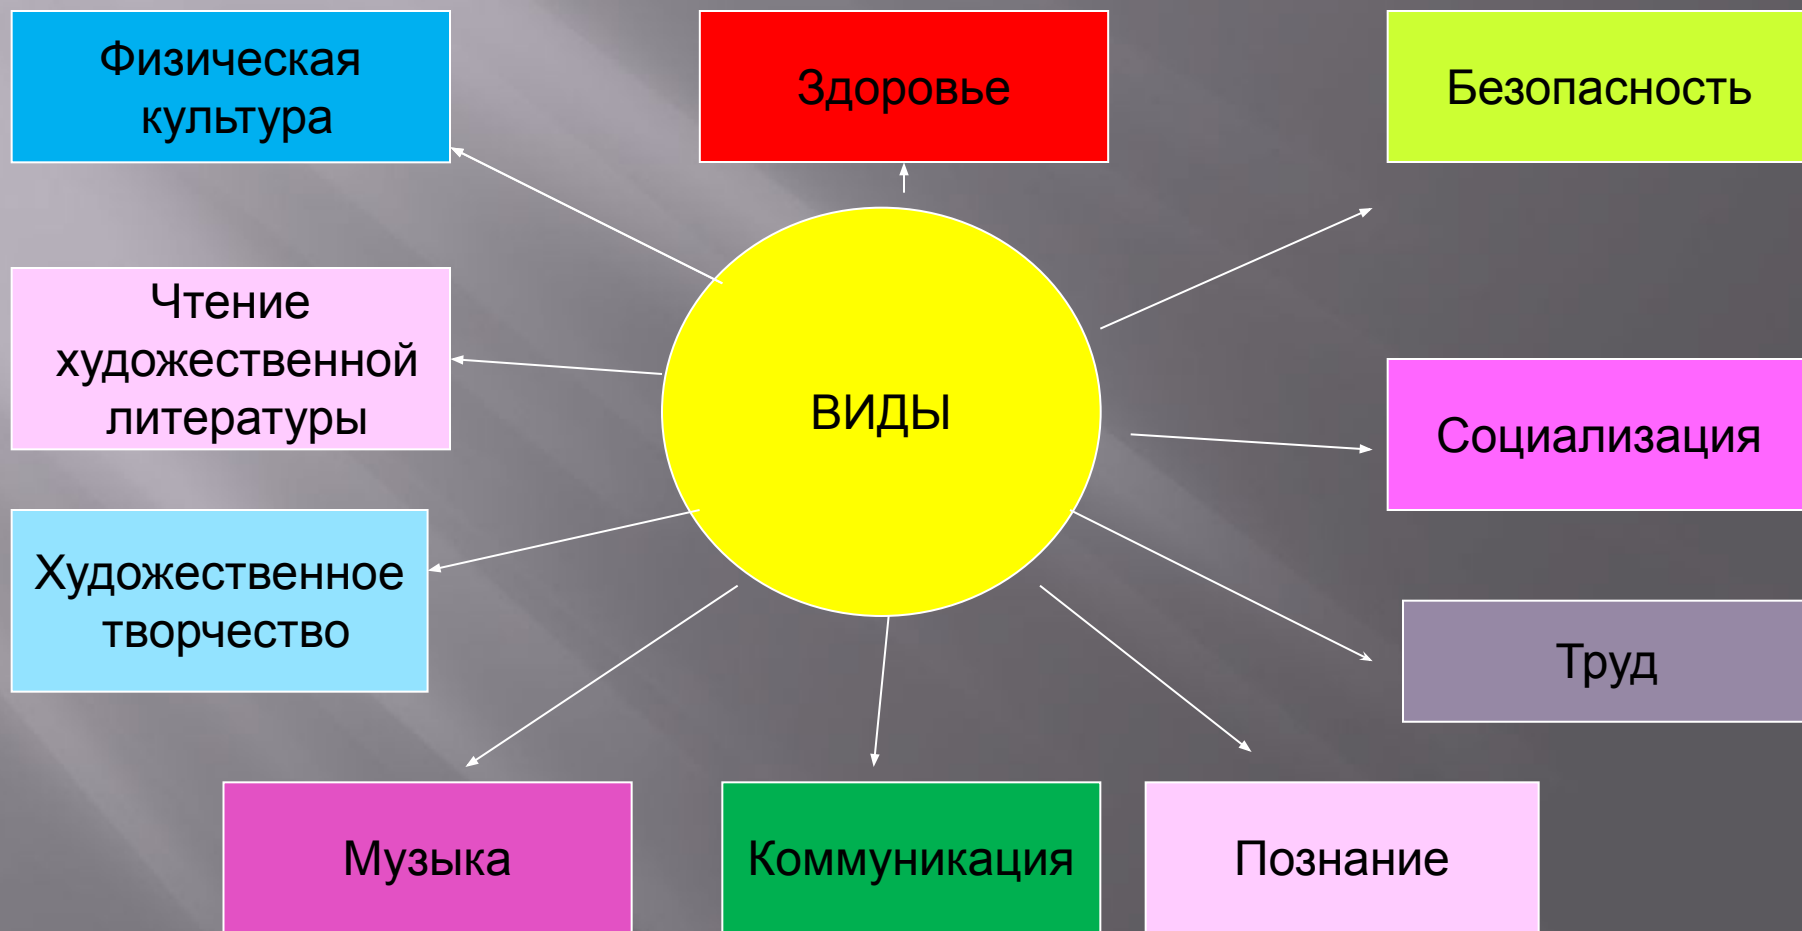 Физическая
культура
Здоровье
Безопасность
Чтение
художественной
литературы
ВИДЫ
Социализация
Художественное
творчество
Труд
Музыка
Коммуникация
Познание